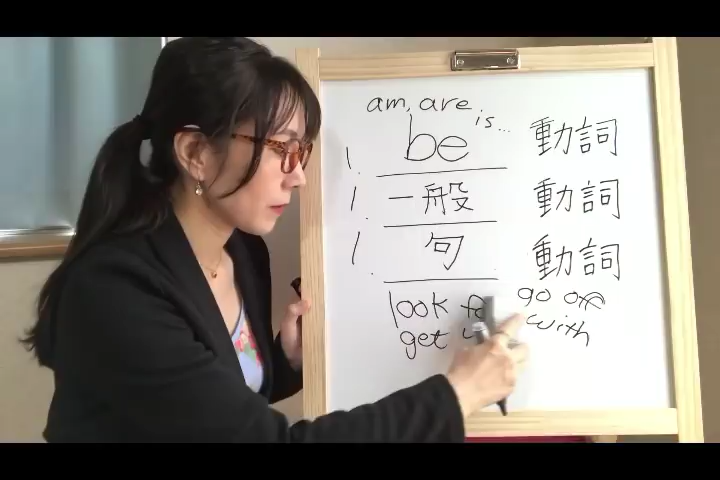 am, are is...
1. be 動詞
1. 一般 動詞
1. 句 動詞
look go off
get with